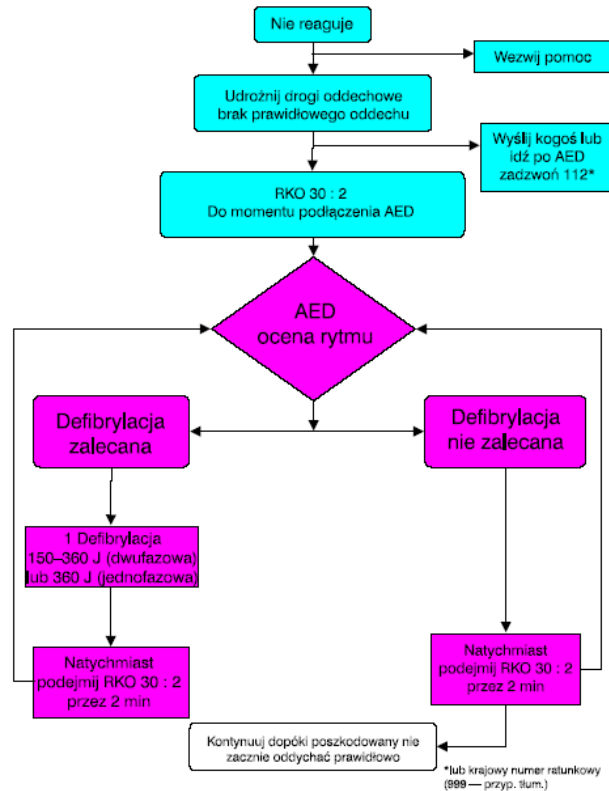 Nie reaguje
Wezwij pomoc
Udrożnij drogi oddechowe
brak prawidłowego oddechu
Wyślij kogoś lub
idź po AED
zadzwoń 112*
RKO 30 : 2
Do momentu podłączenia AED
AED
ocena rytmu
Defibrylacja
zalecana
Defibrylacja
nie zalecana
1 Defibrylacja
150–360 J (dwufazowa)
lub 360 J (jednofazowa)
Natychmiast
podejmij RKO 30 : 2
przez 2 min
Natychmiast
podejmij RKO 30 : 2
przez 2 min
Kontynuuj dopóki poszkodowany nie
zacznie oddychać prawidłowo
*lub krajowy numer ratunkowy
(999 — przyp. tłum.)